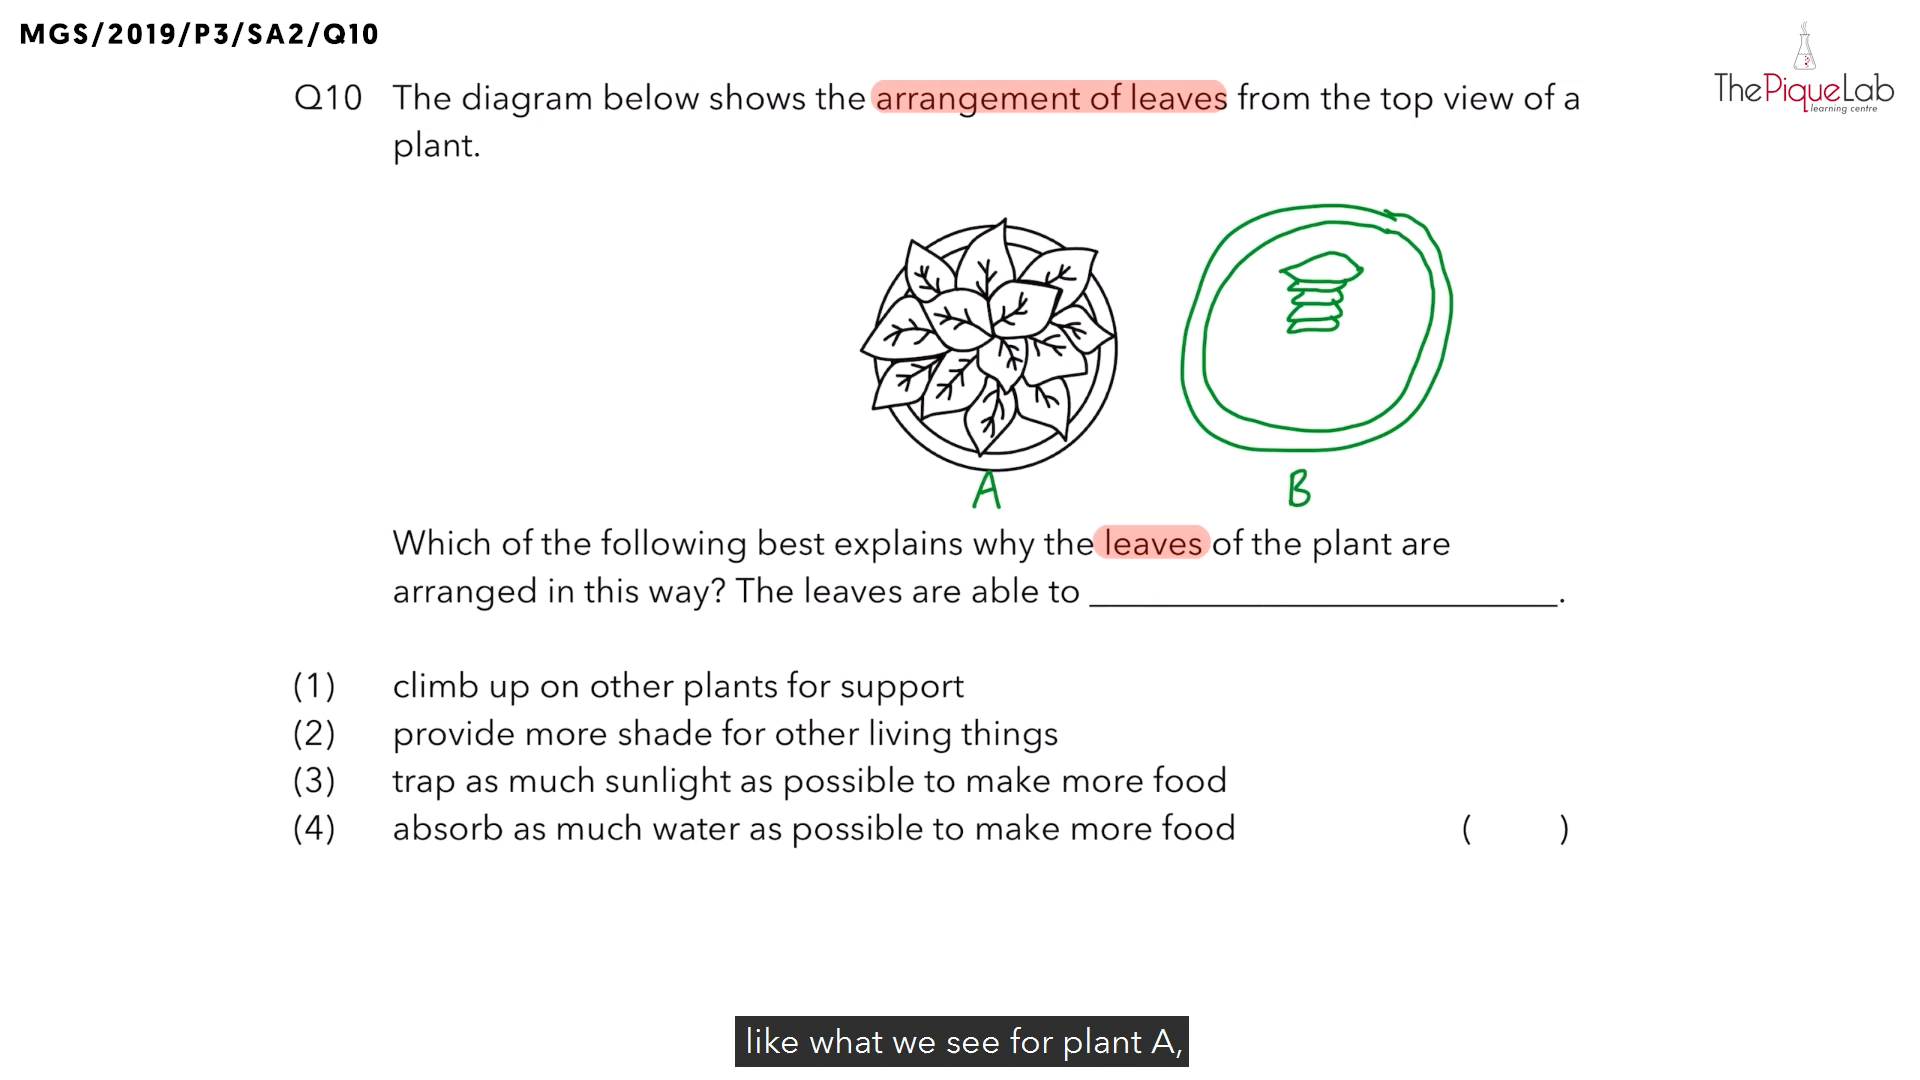 MGS/2019/P3/SA2/Q10
ThePiqueLab
learning centre
Q10 The diagram below shows the arrangement of leaves from the top view of a
plant.
A
B
Which of the following best explains why the leaves of the plant are
arranged in this way? The leaves are able to ____________________.
(1) climb up on other plants for support
(2) provide more shade for other living things
(3) trap as much sunlight as possible to make more food
(4) absorb as much water as possible to make more food ( )
like what we see for plant A,